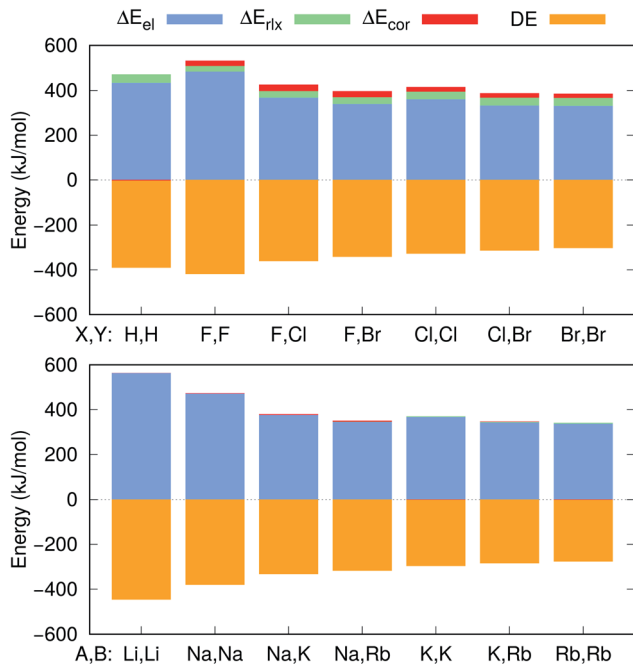 ΔE_el ΔE_rlx ΔE_cor DE
Energy (kJ/mol)
600
400
200
0
−200
−400
−600
X,Y: H,H F,F F,Cl F,Br Cl,Cl Cl,Br Br,Br
Energy (kJ/mol)
600
400
200
0
−200
−400
−600
A,B: Li,Li Na,Na Na,K Na,Rb K,K K,Rb Rb,Rb